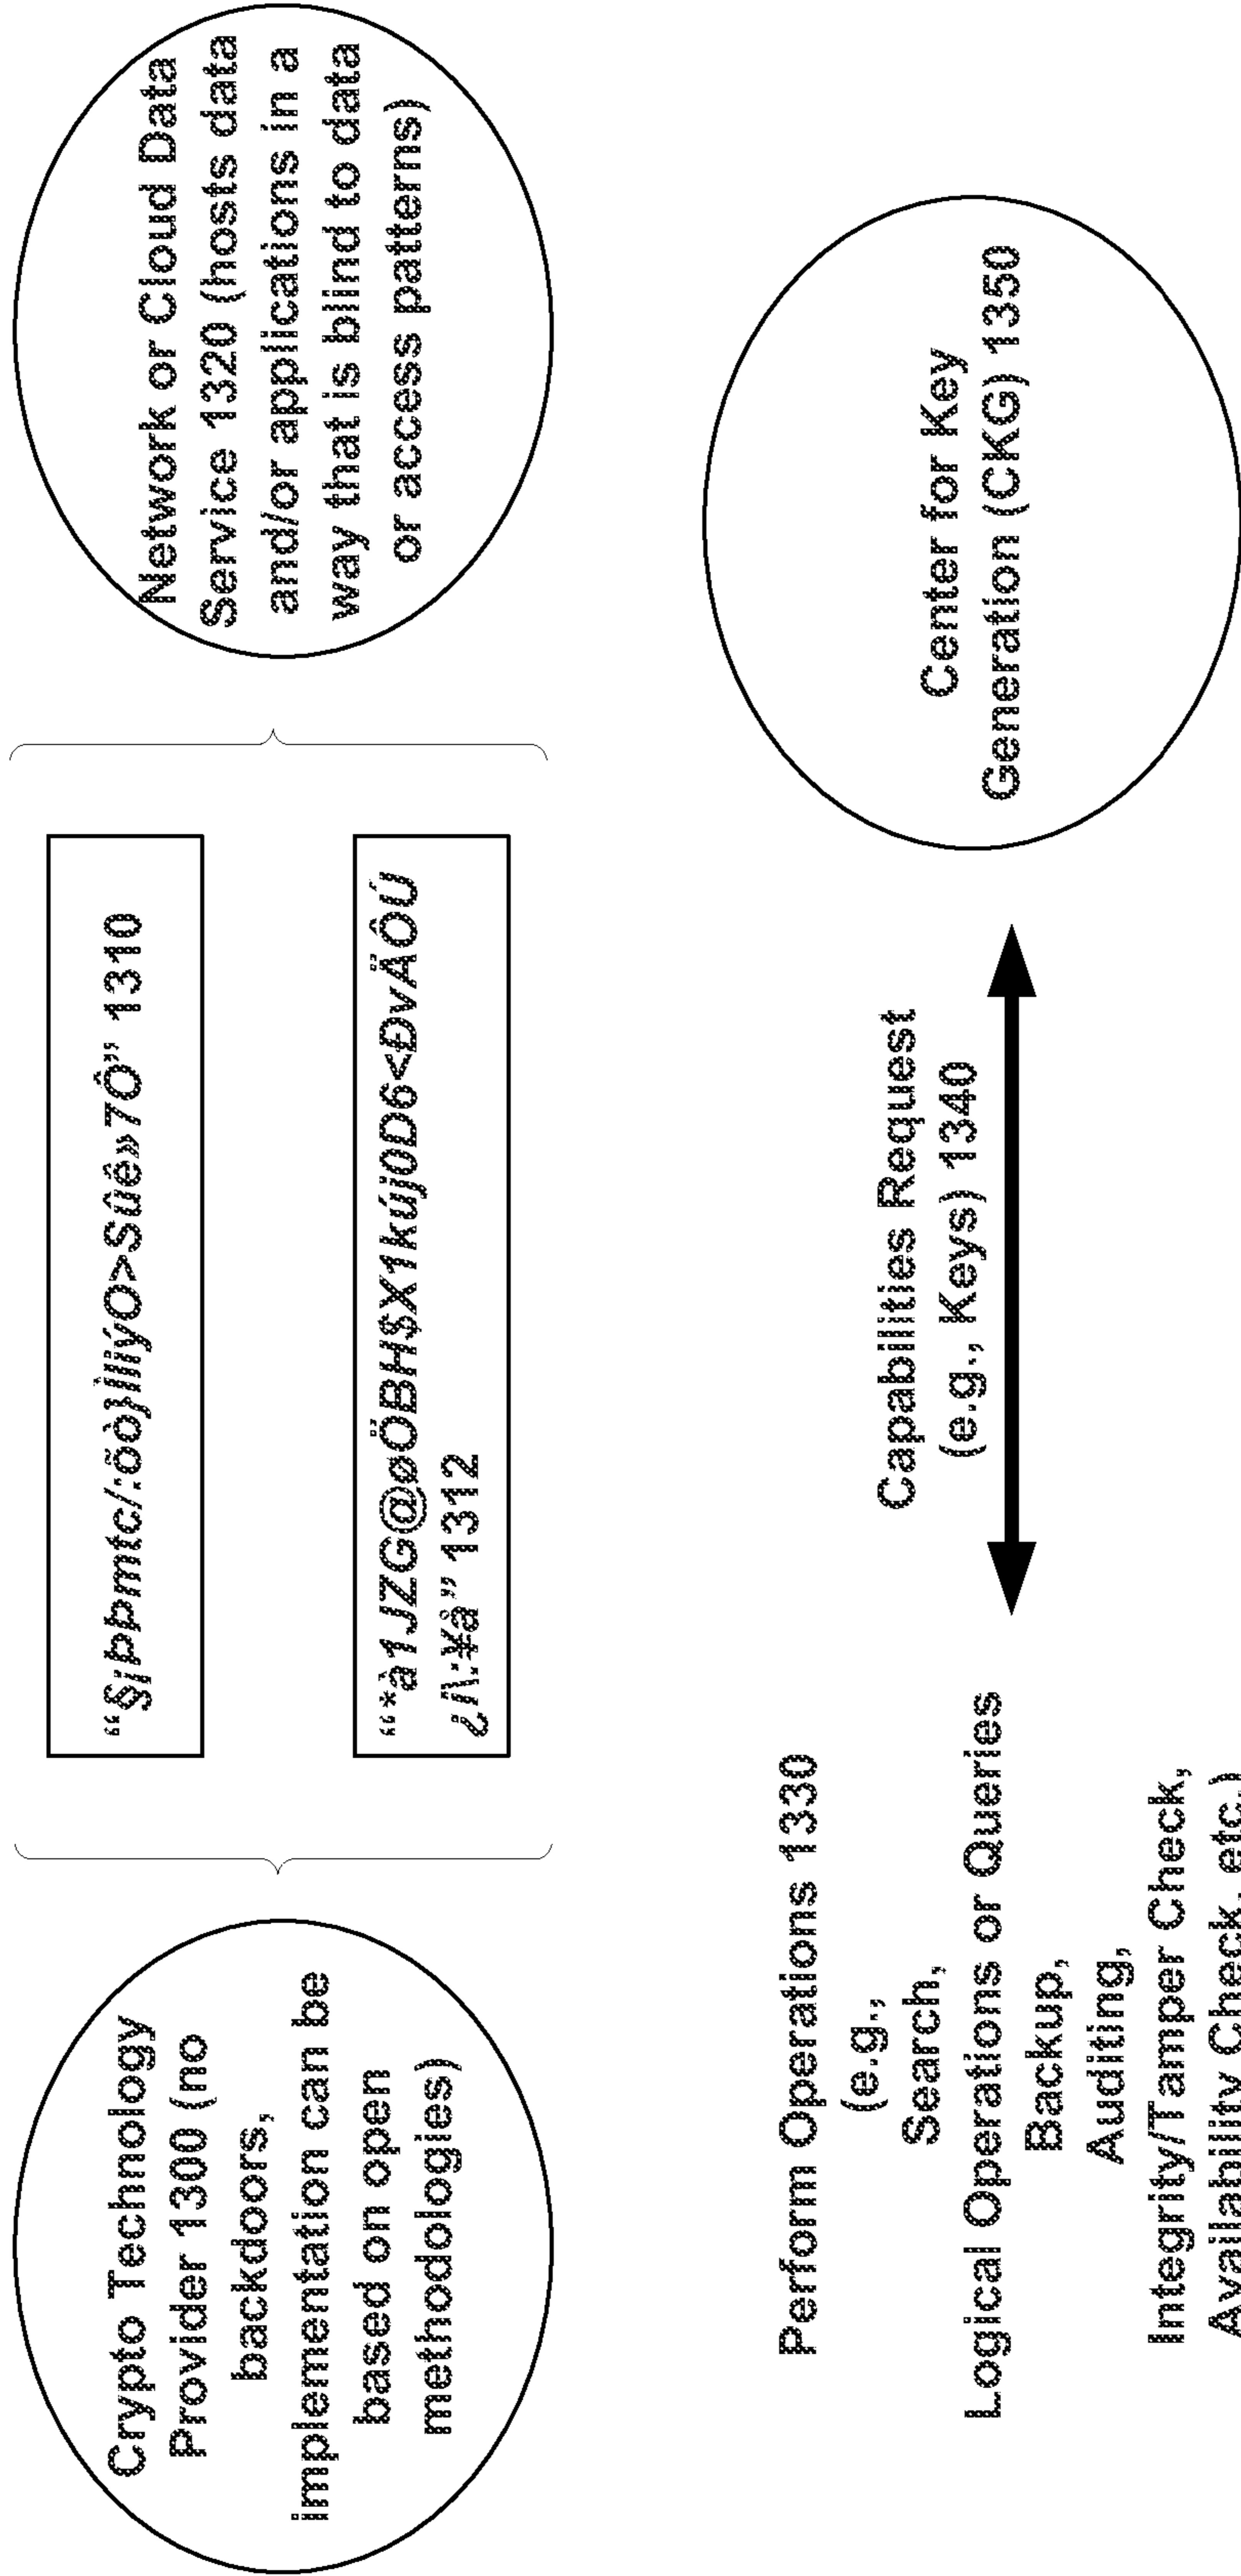 Crypto Technology
Provider 1300 (no
backdoors,
implementation can be
based on open
methodologies)
1310
1312
Network or Cloud Data
Service 1320 (hosts data
and/or applications in a
way that is blind to data
or access patterns)
Perform Operations 1330
(e.g.,
Search,
Logical Operations or Queries
Backup,
Auditing,
Integrity/Tamper Check,
Availability Check, etc.)
Capabilities Request
(e.g., Keys) 1340
Center for Key
Generation (CKG) 1350